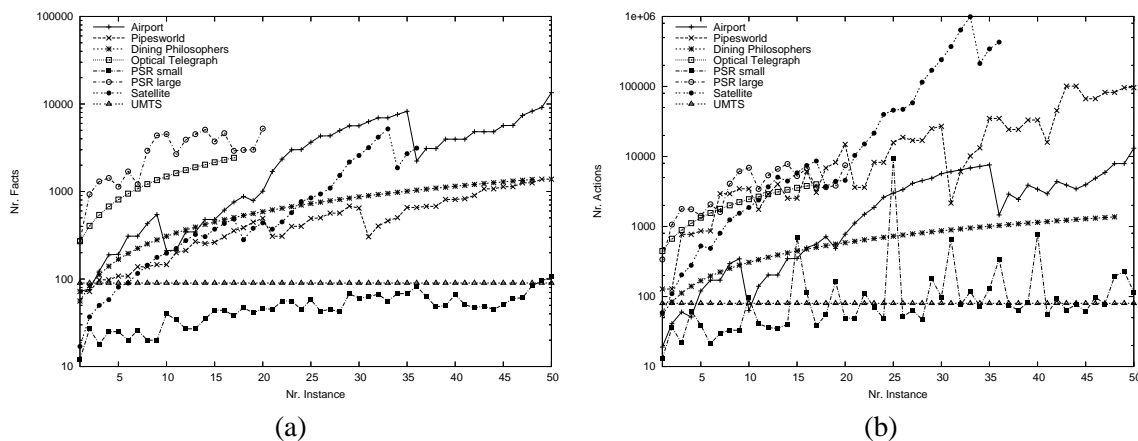 100000
10000
1000
100
10
Nr. Facts
Airport
Pipesworld
Dining Philosophers
Optical Telegraph
PSR small
PSR large
Satellite
UMTS
5 10 15 20 25 30 35 40 45 50
Nr. Instance
(a)
1e+06
100000
10000
1000
100
10
Nr. Actions
Airport
Pipesworld
Dining Philosophers
Optical Telegraph
PSR small
PSR large
Satellite
UMTS
5 10 15 20 25 30 35 40 45 50
Nr. Instance
(b)